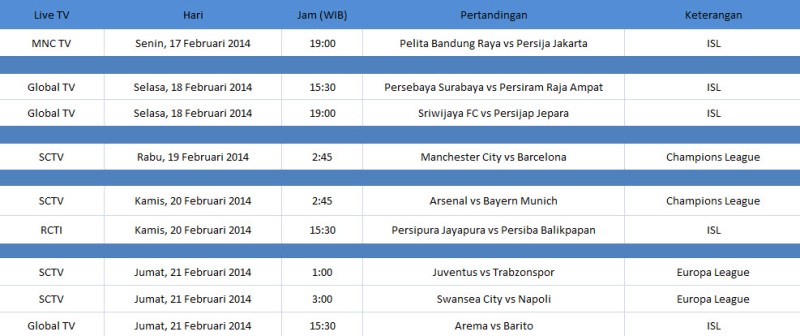 Live TV Hari Jam (WIB) Pertandingan Keterangan
MNC TV Senin, 17 Februari 2014 19:00 Pelita Bandung Raya vs Persija Jakarta ISL
Global TV Selasa, 18 Februari 2014 15:30 Persebaya Surabaya vs Persiram Raja Ampat ISL
Global TV Selasa, 18 Februari 2014 19:00 Sriwijaya FC vs Persijap Jepara ISL
SCTV Rabu, 19 Februari 2014 2:45 Manchester City vs Barcelona Champions League
SCTV Kamis, 20 Februari 2014 2:45 Arsenal vs Bayern Munich Champions League
RCTI Kamis, 20 Februari 2014 15:30 Persipura Jayapura vs Persiba Balikpapan ISL
SCTV Jumat, 21 Februari 2014 1:00 Juventus vs Trabzonspor Europa League
SCTV Jumat, 21 Februari 2014 3:00 Swansea City vs Napoli Europa League
Global TV Jumat, 21 Februari 2014 15:30 Arema vs Barito ISL